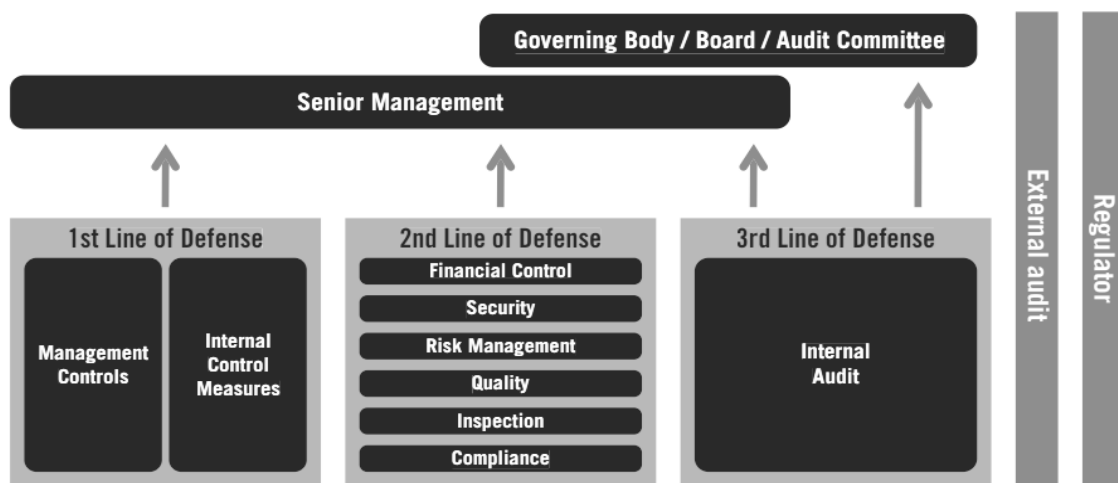 Governing Body / Board / Audit Committee
Senior Management
1st Line of Defense
Management
Controls
Internal
Control
Measures
2nd Line of Defense
Financial Control
Security
Risk Management
Quality
Inspection
Compliance
3rd Line of Defense
Internal
Audit
External audit
Regulator